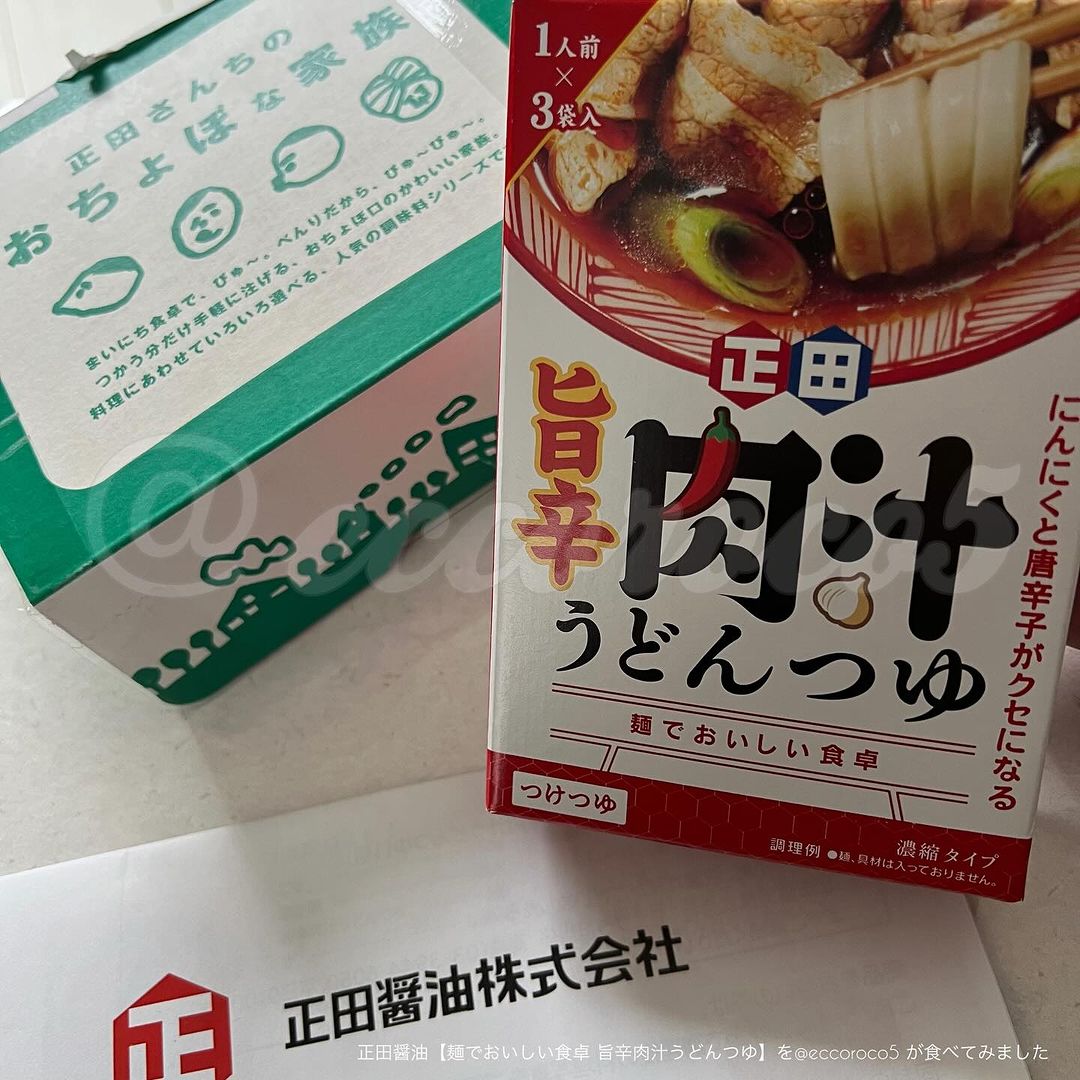 正田さんちの
おちょぼな家族
まいにち食卓で、ぴゅ〜。べんりだから、ぴゅ〜ぴゅ〜。
つかう分だけ手軽に注げる、おちょぼ口のかわいい家族。
料理にあわせていろいろ選べる、人気の調味料シリーズで
1人前
×
3袋入
正田
旨辛
肉汁
うどんつゆ
にんにくと唐辛子がクセになる
麺でおいしい食卓
つけつゆ
調理例
濃縮タイプ
●麺、具材は入っておりません。
@eccoroco5
正
正田醤油株式会社
正田醤油【麺でおいしい食卓 旨辛肉汁うどんつゆ】を@eccoroco5 が食べてみました